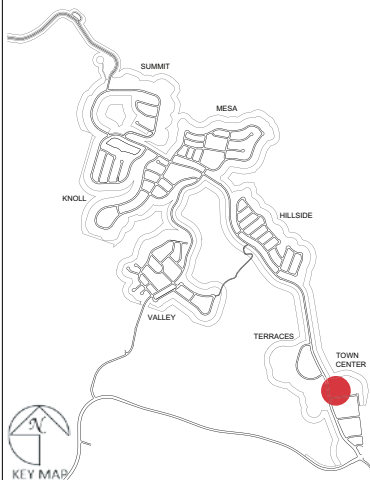 SUMMIT
MESA
KNOLL
HILLSIDE
VALLEY
TERRACES
TOWN
CENTER
N
KEY MAP